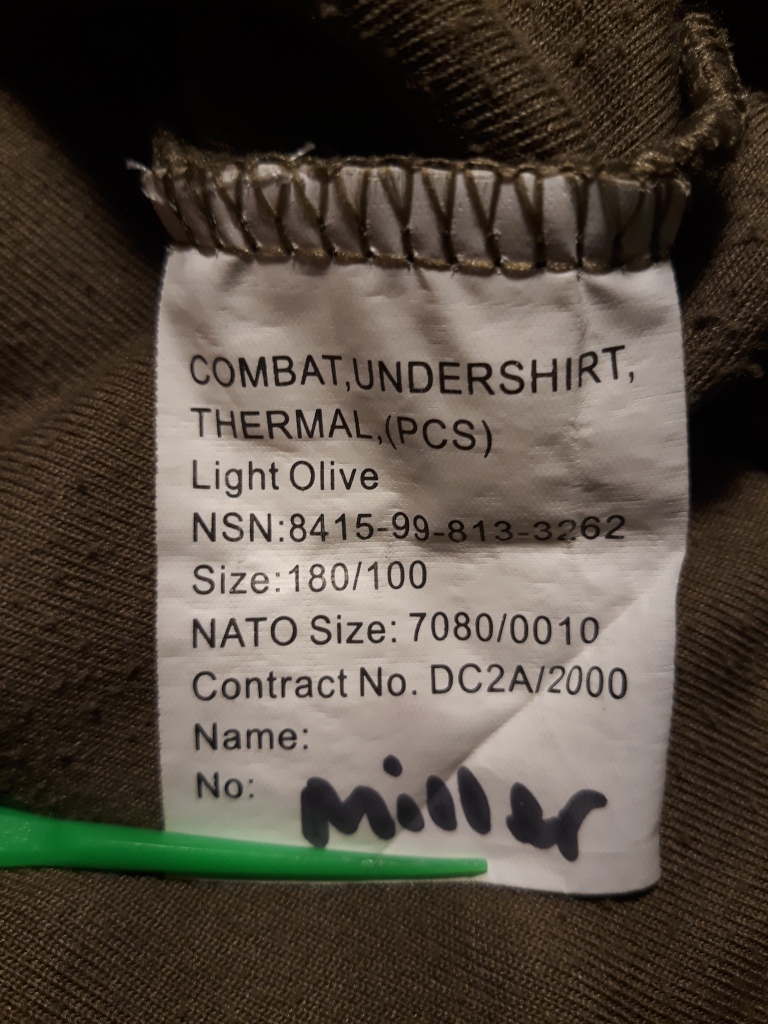 COMBAT,UNDERSHIRT,
THERMAL,(PCS)
Light Olive
NSN:8415-99-813-3262
Size:180/100
NATO Size: 7080/0010
Contract No. DC2A/2000
Name:
No:
Miller